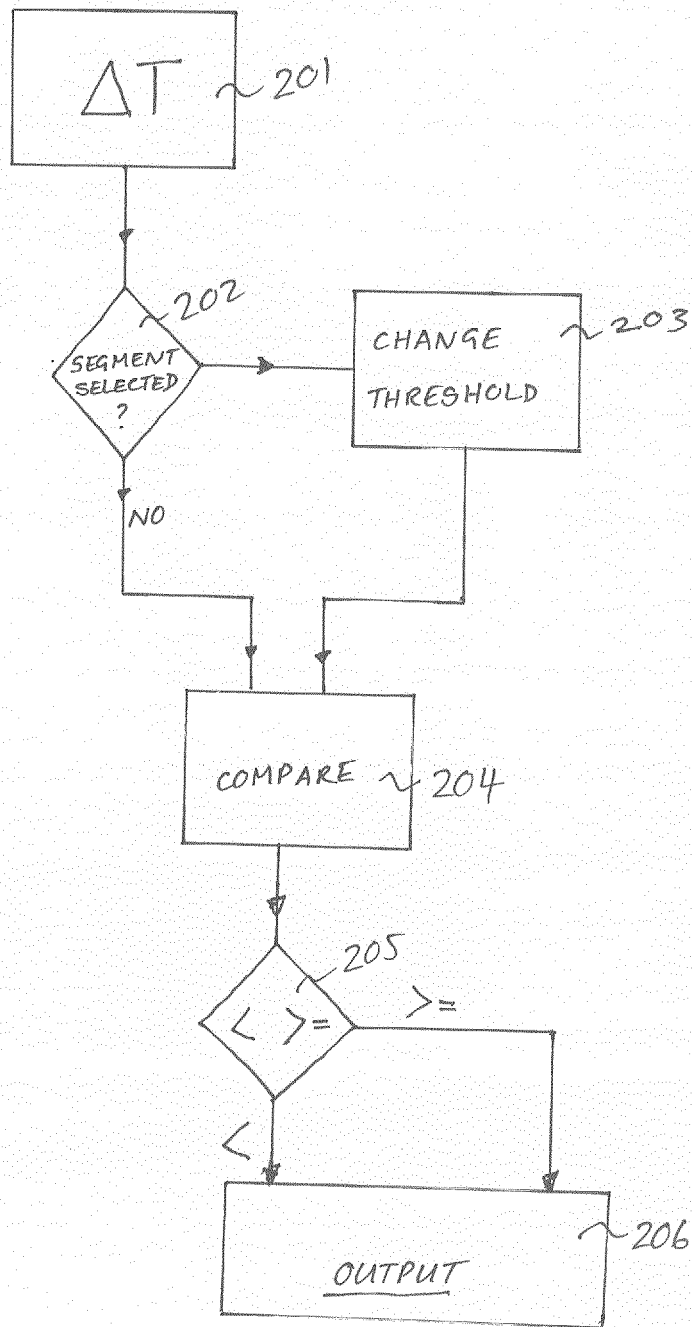 ΔT
201
202
SEGMENT
SELECTED
?
CHANGE
THRESHOLD
203
NO
COMPARE
204
205
< >=
>=
<
206
OUTPUT